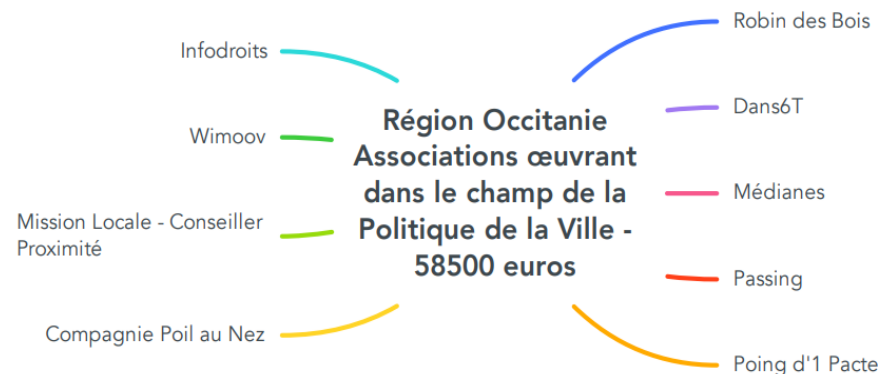 Infodroits
Wimoov
Mission Locale - Conseiller
Proximité
Compagnie Poil au Nez
Région Occitanie
Associations œuvrant
dans le champ de la
Politique de la Ville -
58500 euros
Robin des Bois
Dans6T
Médianes
Passing
Poing d'1 Pacte